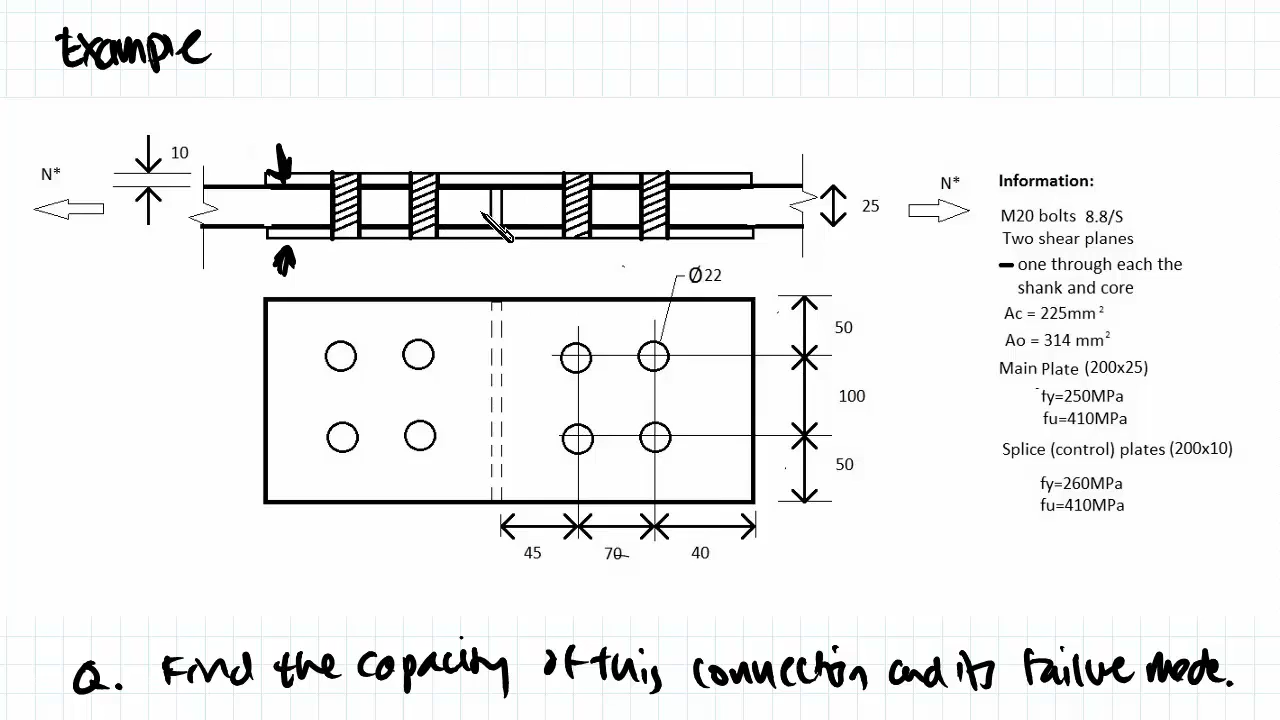 Example
10
N*
N*
25
Information:
M20 bolts 8.8/S
Two shear planes
one through each the
shank and core
Ac = 225mm²
Ao = 314 mm²
Main Plate (200x25)
fy=250MPa
fu=410MPa
Splice (control) plates (200x10)
fy=260MPa
fu=410MPa
Ø22
50
100
50
45
70
40
Q. Find the capacity of this connection and its failure mode.